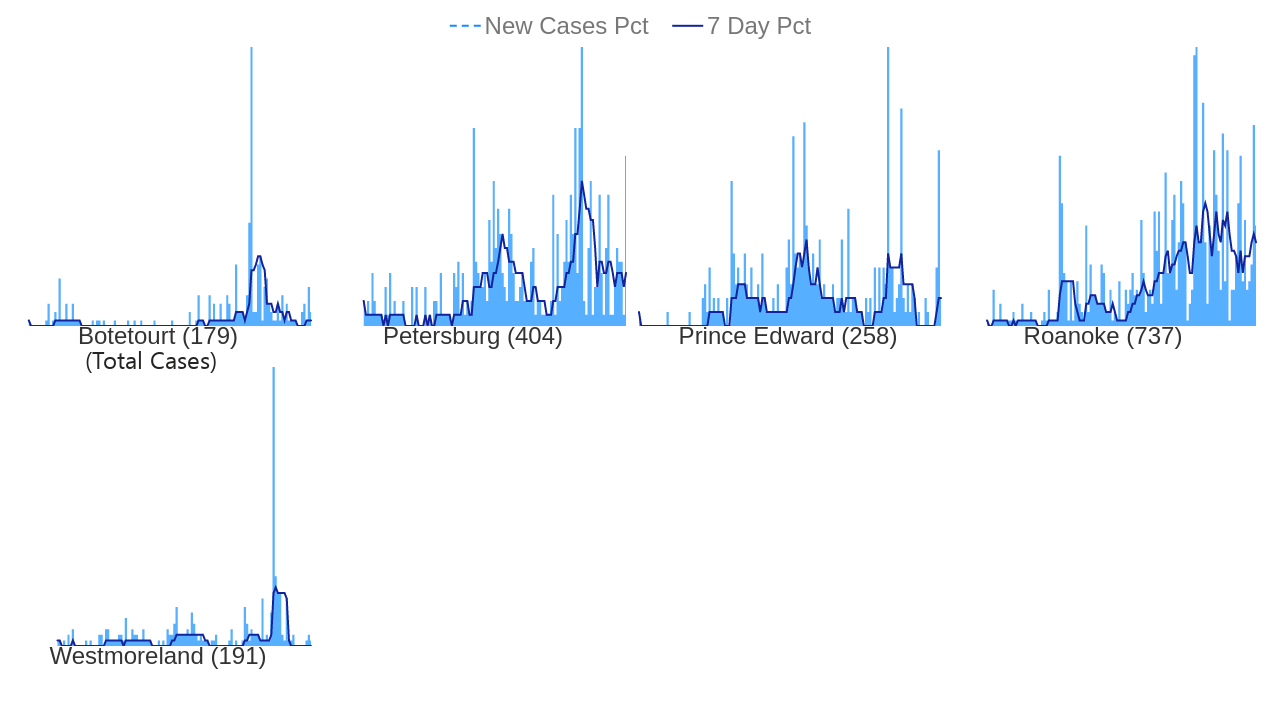 New Cases Pct 7 Day Pct
Botetourt (179) Petersburg (404) Prince Edward (258) Roanoke (737)
(Total Cases)
Westmoreland (191)